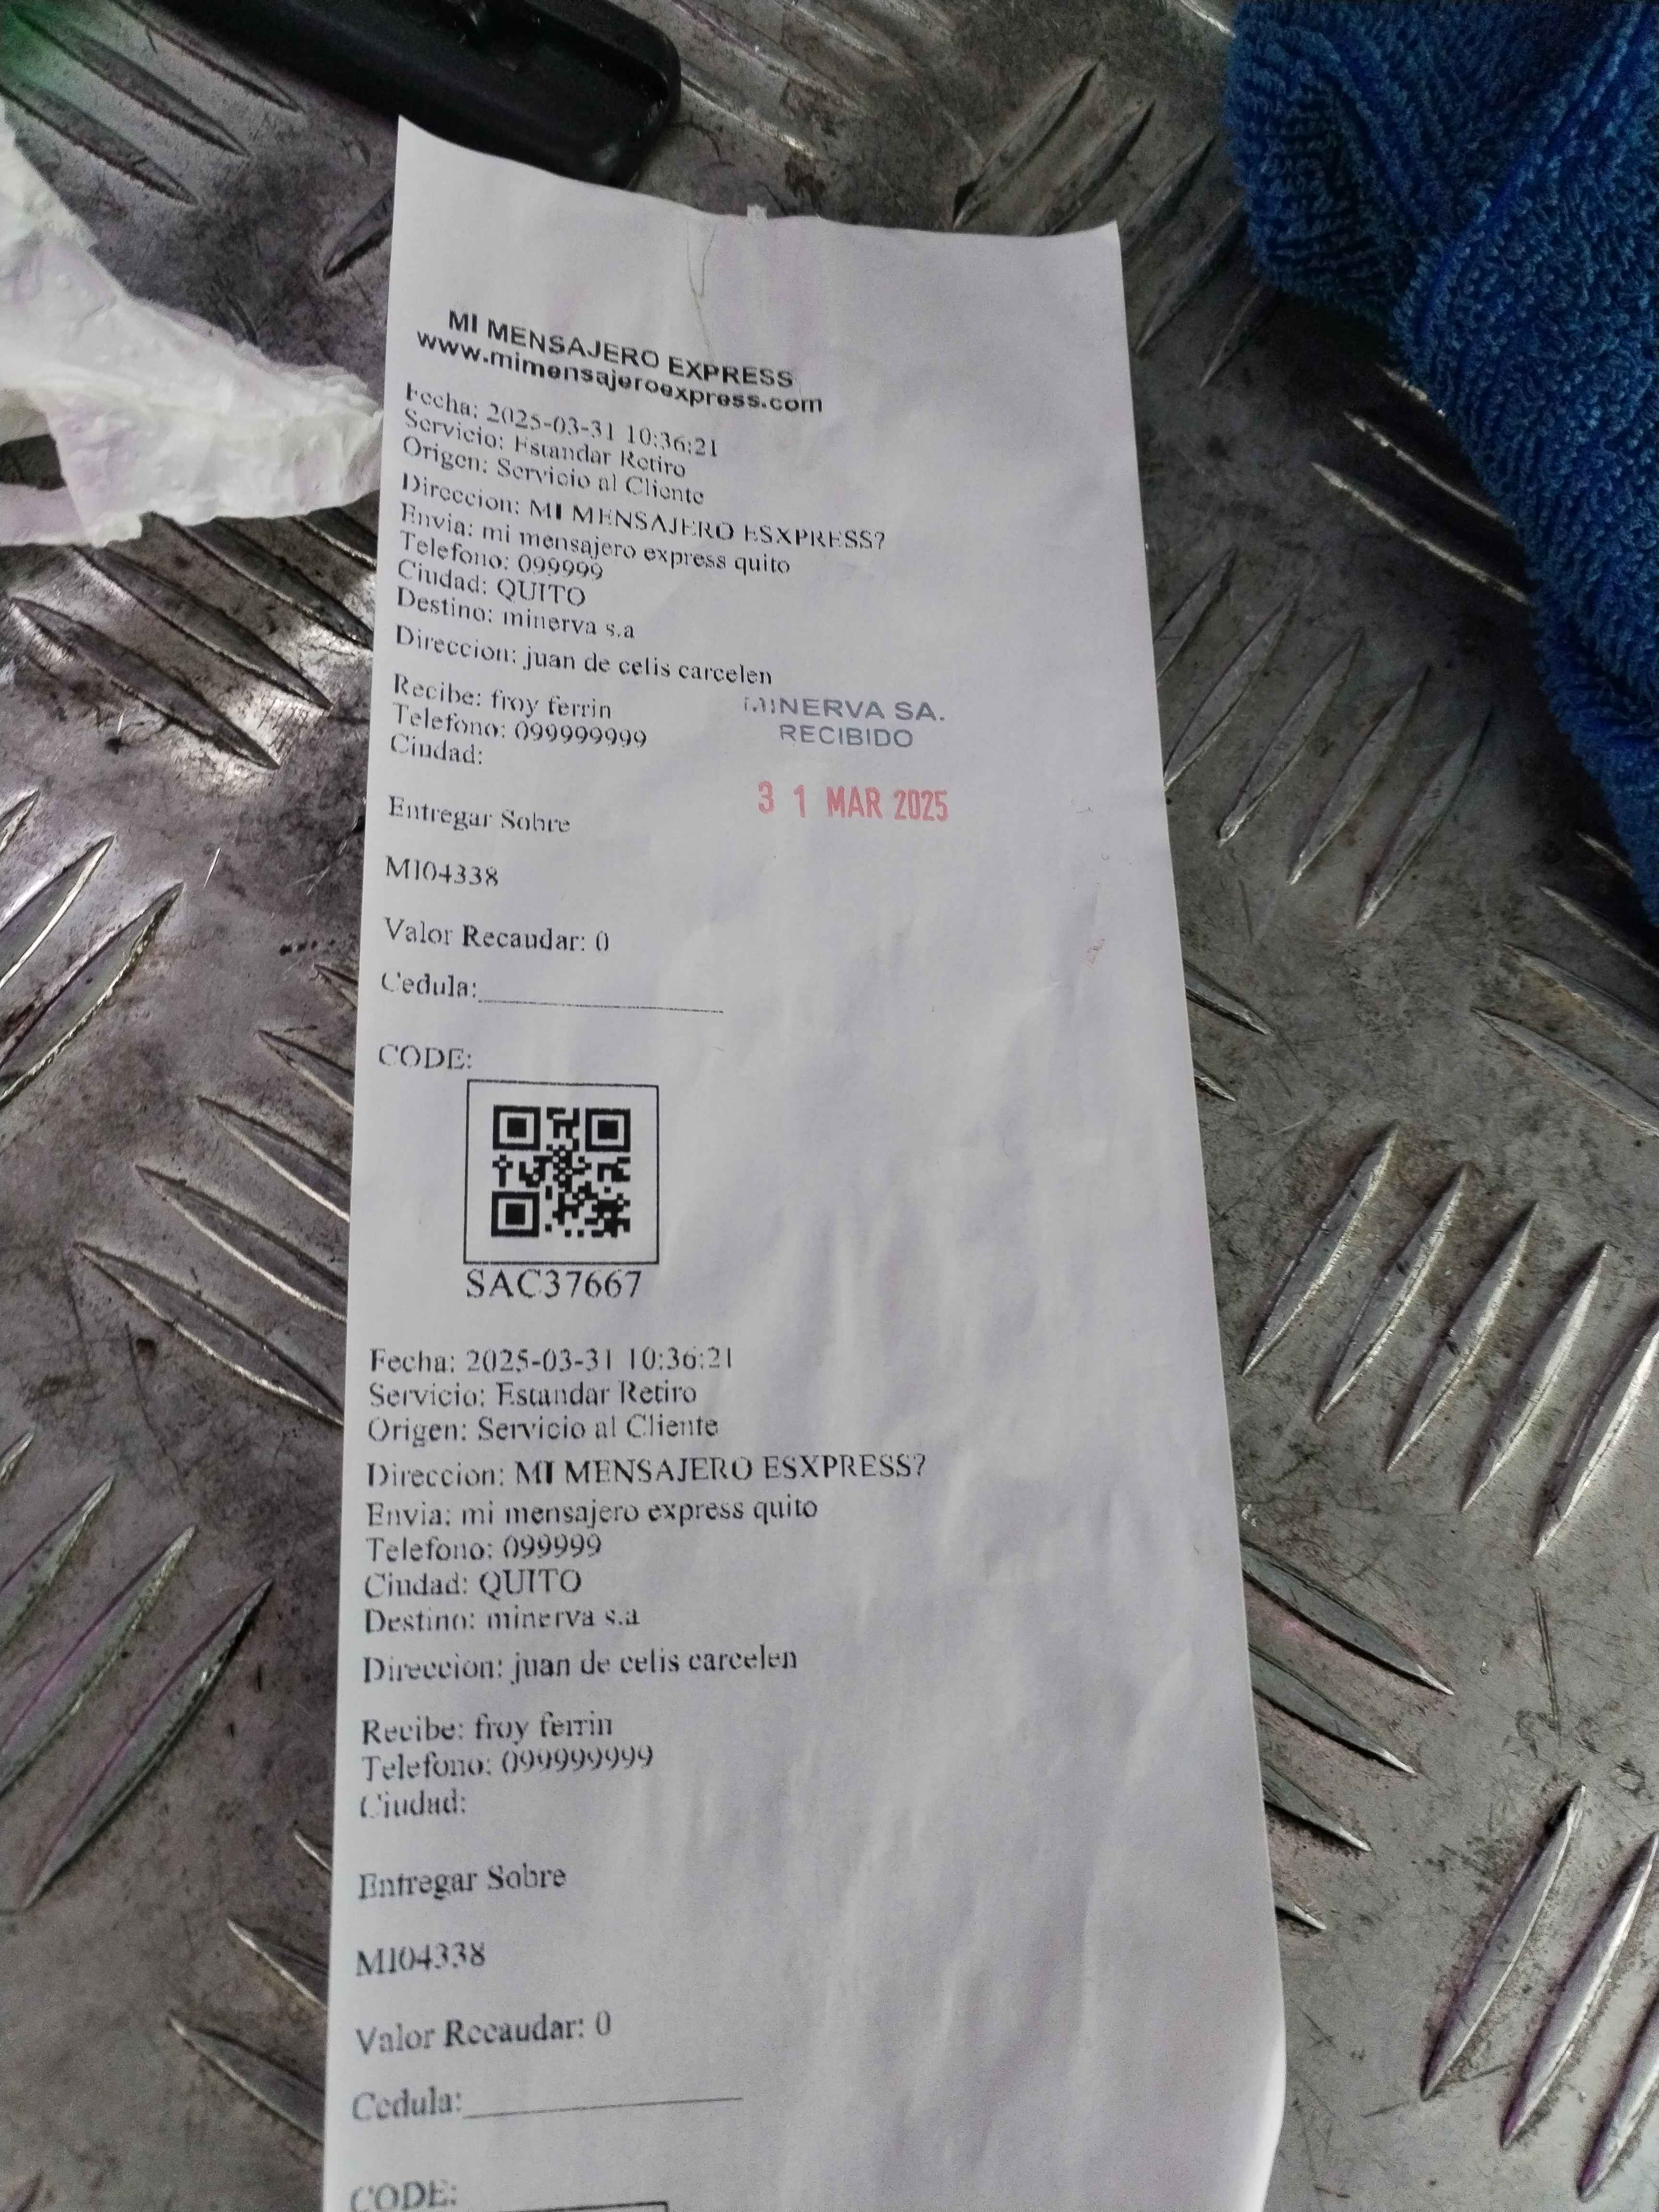 MI MENSAJERO EXPRESS
www.mimensajeroexpress.com
Fecha: 2025-03-31 10:36:21
Servicio: Estandar Retiro
Origen: Servicio al Cliente
Direccion: MI MENSAJERO ESXPRESS?
Envia: mi mensajero express quito
Telefono: 099999
Ciudad: QUITO
Destino: minerva s.a
Direccion: juan de celis carcelen
Recibe: froy ferrin
Telefono: 099999999
Ciudad:
MINERVA SA.
RECIBIDO
31 MAR 2025
Entregar Sobre
MI04338
Valor Recaudar: 0
Cedula:
CODE:
SAC37667
Fecha: 2025-03-31 10:36:21
Servicio: Estandar Retiro
Origen: Servicio al Cliente
Direccion: MI MENSAJERO ESXPRESS?
Envia: mi mensajero express quito
Telefono: 099999
Ciudad: QUITO
Destino: minerva s.a
Direccion: juan de celis carcelen
Recibe: froy ferrin
Telefono: 099999999
Ciudad:
Entregar Sobre
MI04338
Valor Recaudar: 0
Cedula:
CODE: